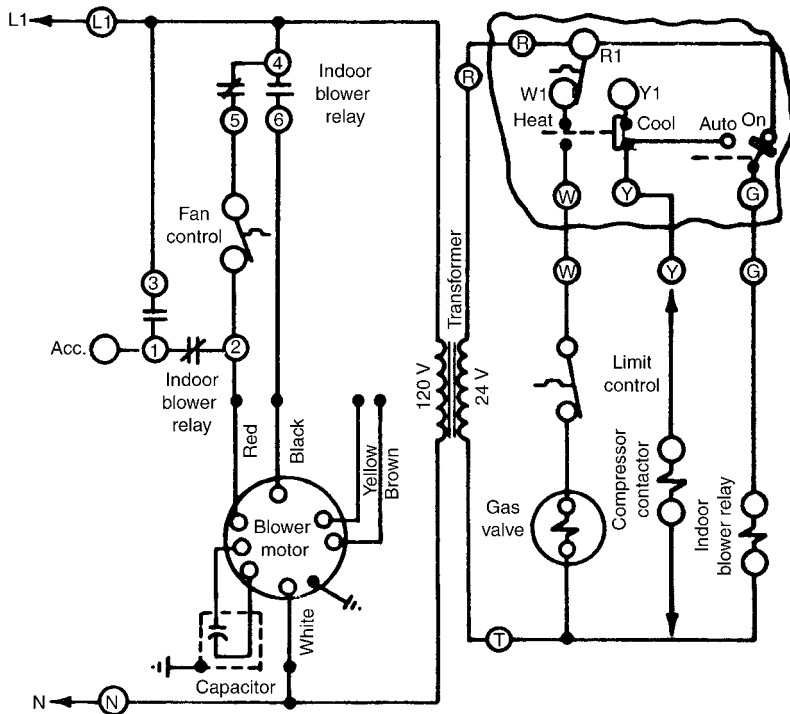 L1
L1
4
Indoor
blower
relay
5
6
Fan
control
3
Acc.
1
2
Indoor
blower
relay
Red
Black
Yellow
Brown
Blower
motor
White
Capacitor
N
N
Transformer
120 V
24 V
R
R
R1
W1
Y1
Heat
Cool
Auto
On
W
Y
G
W
Y
G
Limit
control
Gas
valve
Compressor
contactor
Indoor
blower relay
T